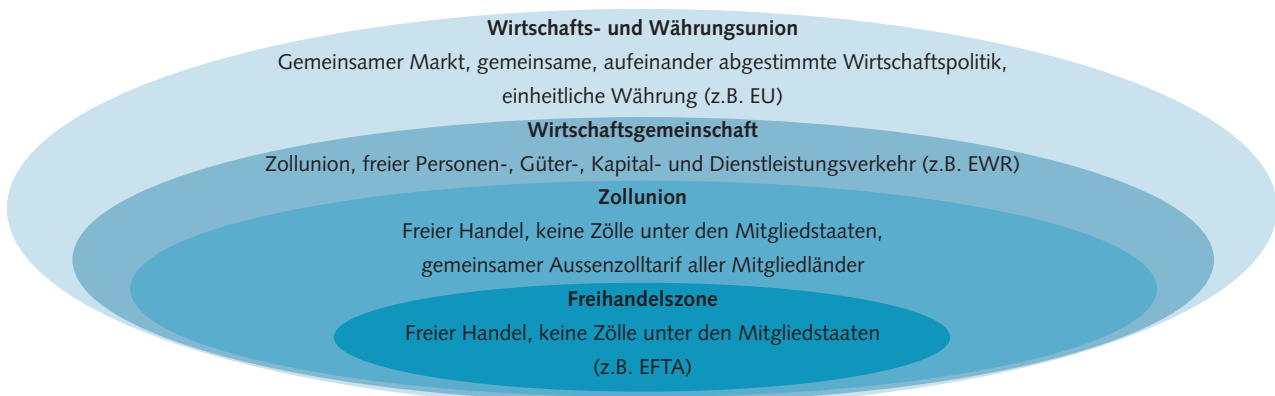 Wirtschafts- und Währungsunion
Gemeinsamer Markt, gemeinsame, aufeinander abgestimmte Wirtschaftspolitik,
einheitliche Währung (z.B. EU)
Wirtschaftsgemeinschaft
Zollunion, freier Personen-, Güter-, Kapital- und Dienstleistungsverkehr (z.B. EWR)
Zollunion
Freier Handel, keine Zölle unter den Mitgliedstaaten,
gemeinsamer Aussenzolltarif aller Mitgliedländer
Freihandelszone
Freier Handel, keine Zölle unter den Mitgliedstaaten
(z.B. EFTA)